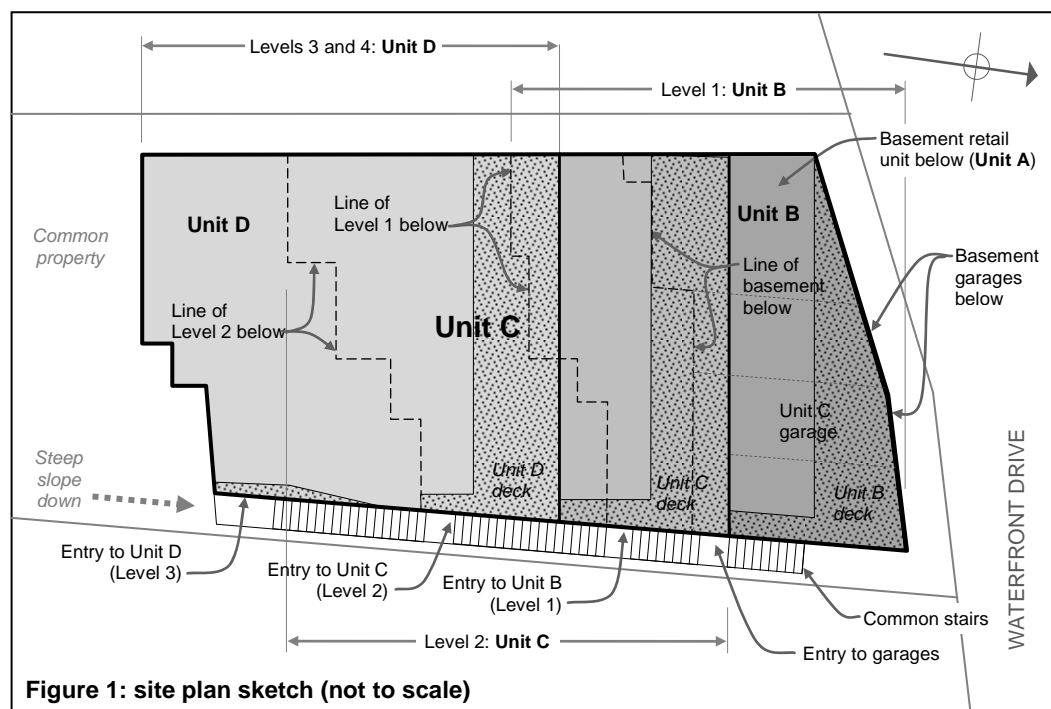 Levels 3 and 4: Unit D
Level 1: Unit B
Basement retail
unit below (Unit A)
Unit D
Line of
Level 1 below
Unit B
Common
property
Line of
basement
below
Basement
garages
below
Line of
Level 2 below
Unit C
Unit C
garage
Steep
slope
down
Unit D
deck
Unit C
deck
Unit B
deck
Entry to Unit D
(Level 3)
Entry to Unit C
(Level 2)
Entry to Unit B
(Level 1)
Common stairs
WATERFRONT DRIVE
Level 2: Unit C
Entry to garages
Figure 1: site plan sketch (not to scale)